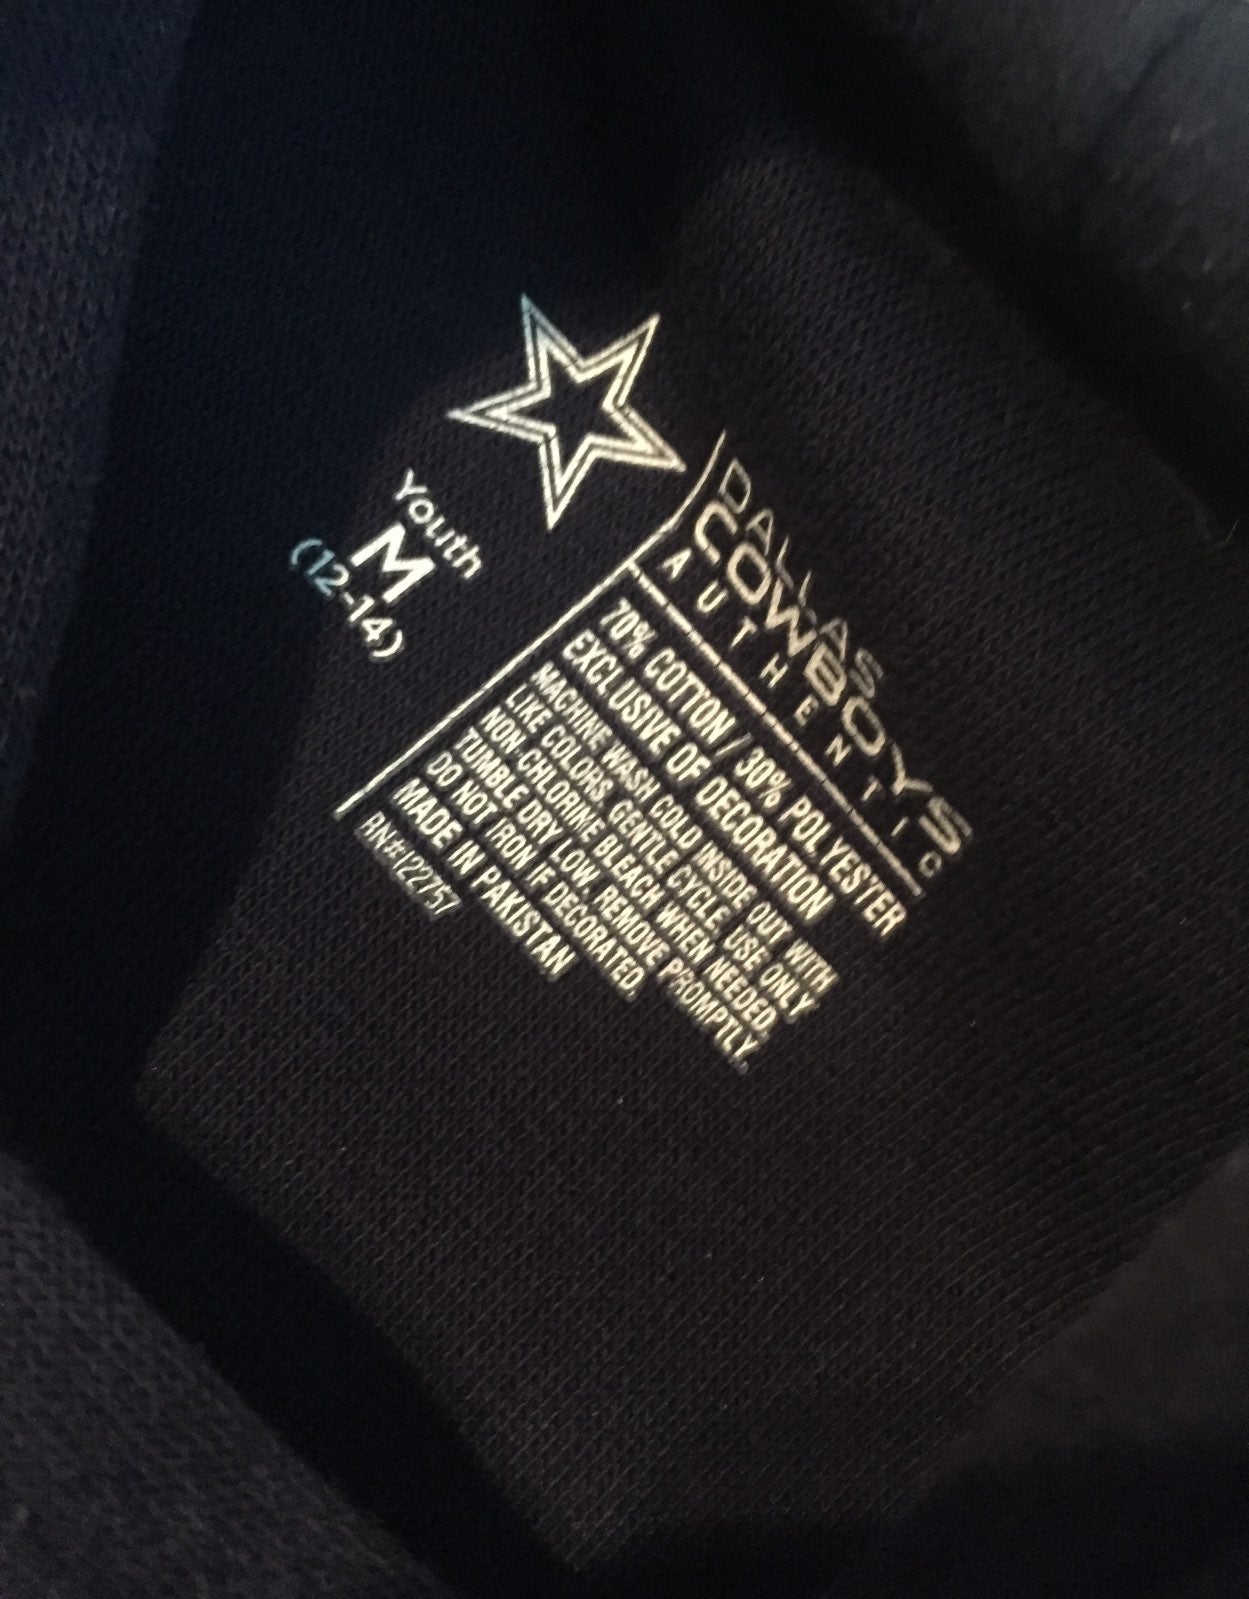 DALLAS
COWBOYS
AUTHENTIC
Youth
M
(12-14)
70% COTTON / 30% POLYESTER
EXCLUSIVE OF DECORATION
MACHINE WASH COLD INSIDE OUT WITH
LIKE COLORS, GENTLE CYCLE, USE ONLY
NON-CHLORINE BLEACH WHEN NEEDED.
TUMBLE DRY LOW. REMOVE PROMPTLY.
DO NOT IRON IF DECORATED.
MADE IN PAKISTAN
RN#122757